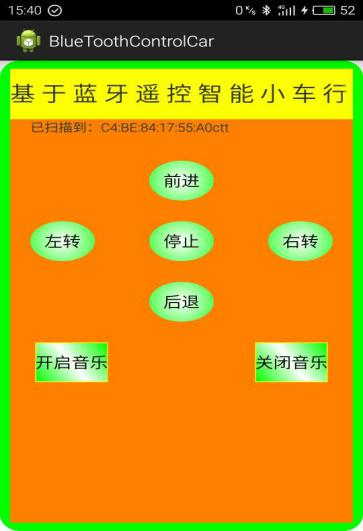 15:40 0 K/s 4G 52
BlueToothControlCar
基于蓝牙遥控智能小车行
已扫描到：C4:BE:84:17:55:A0ctt
前进
左转 停止 右转
后退
开启音乐 关闭音乐